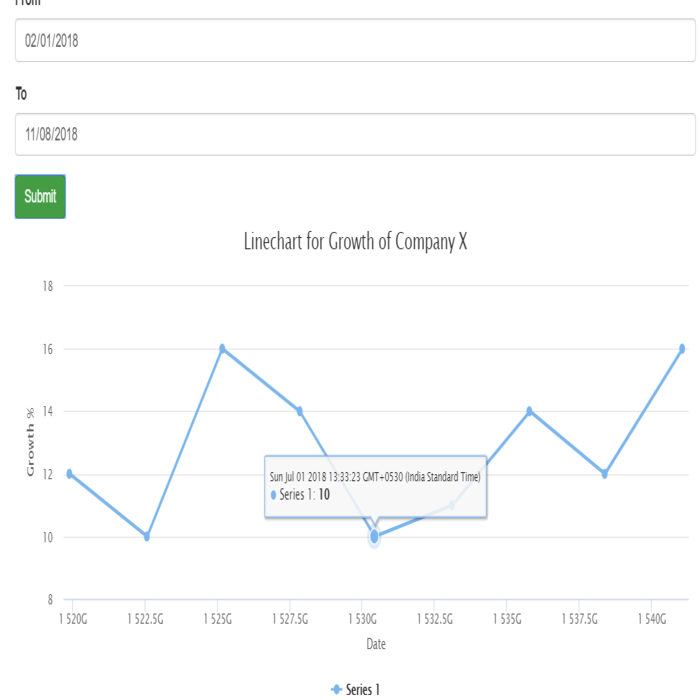 From
02/01/2018
To
11/08/2018
Submit
Linechart for Growth of Company X
18
16
14
12
10
8
Growth %
Sun Jul 01 2018 13:33:23 GMT+0530 (India Standard Time)
Series 1: 10
1 520G 1 522.5G 1 525G 1 527.5G 1 530G 1 532.5G 1 535G 1 537.5G 1 540G
Date
Series 1